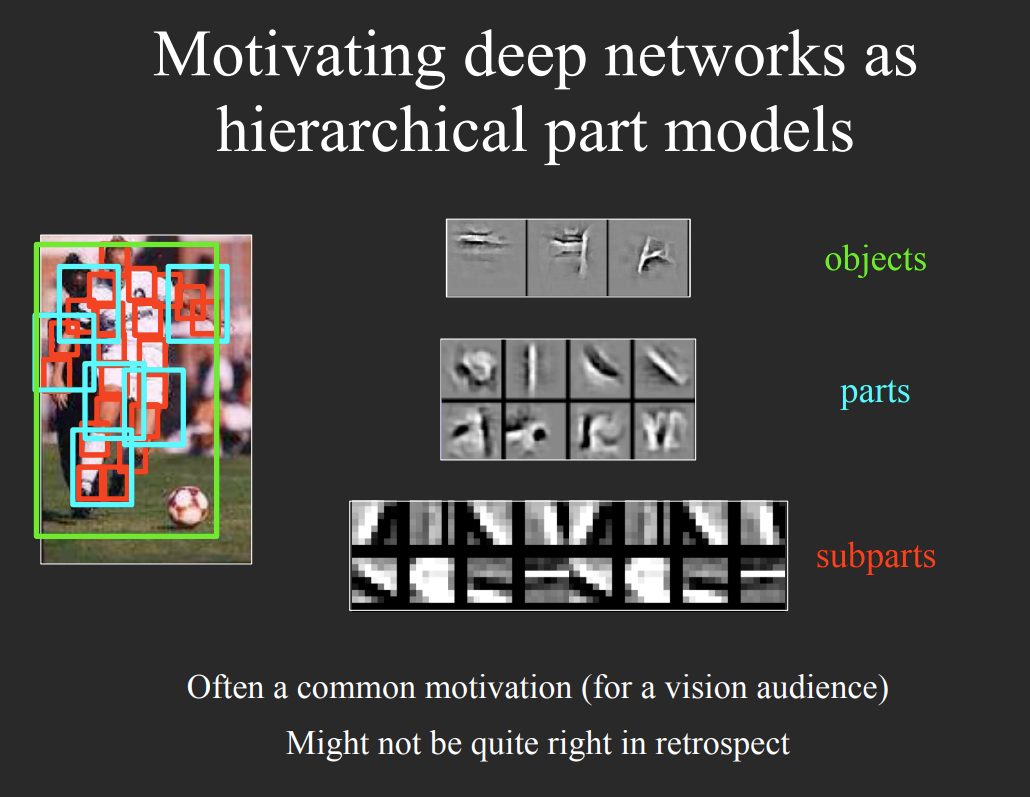 Motivating deep networks as
hierarchical part models
objects
parts
subparts
Often a common motivation (for a vision audience)
Might not be quite right in retrospect